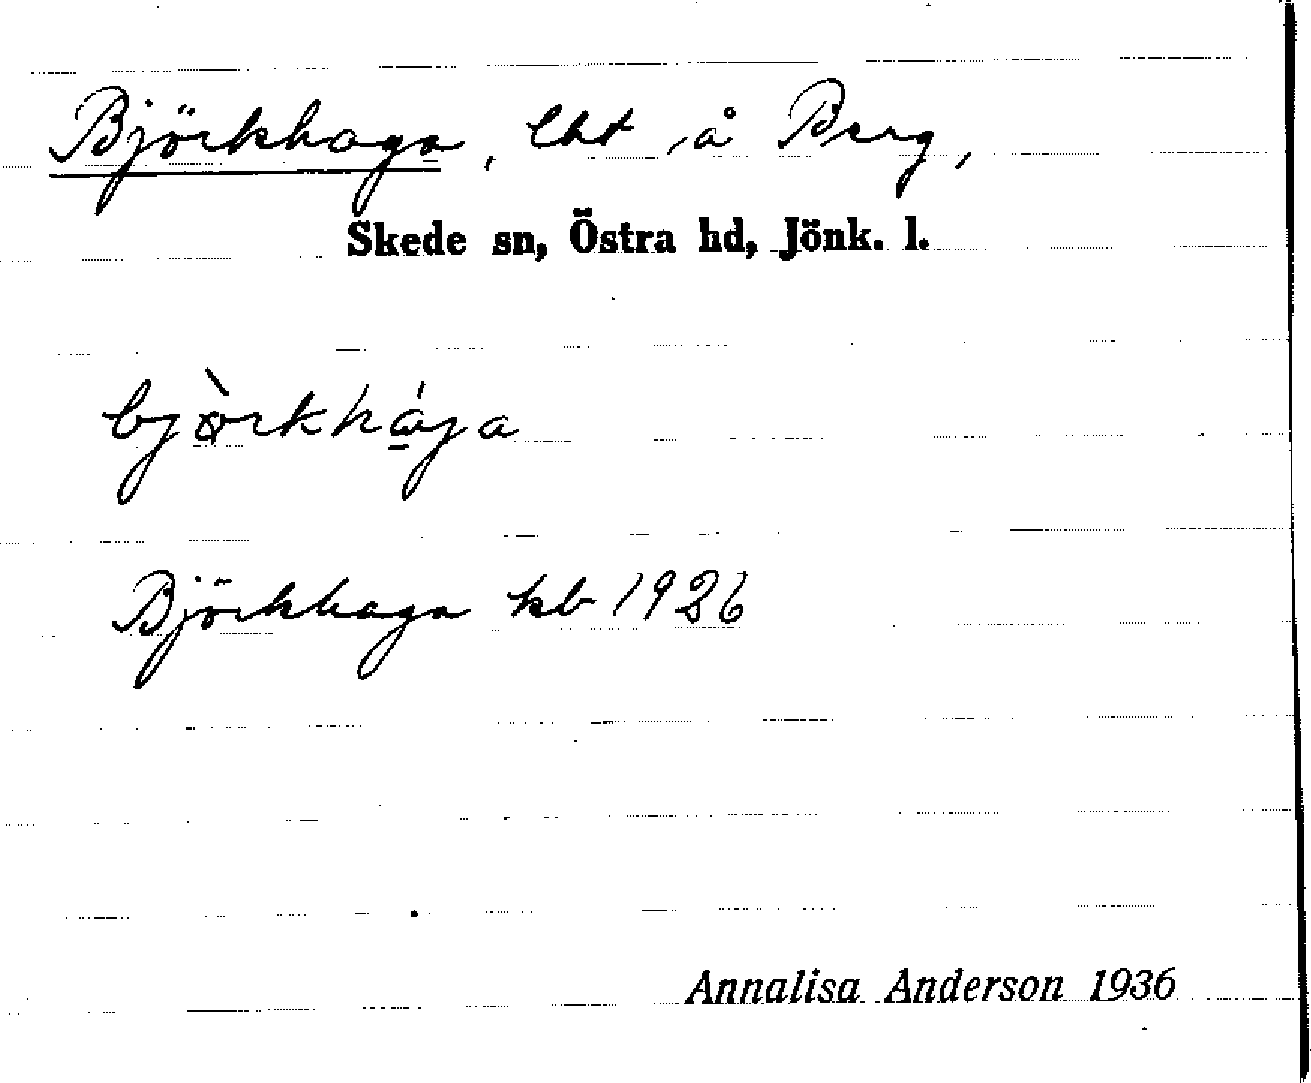 Björkhaga, lht å Berg,
Skede sn, Östra hd, Jönk. l.
bjòrkhága
Björkhaga kb 1926
Annalisa Anderson 1936